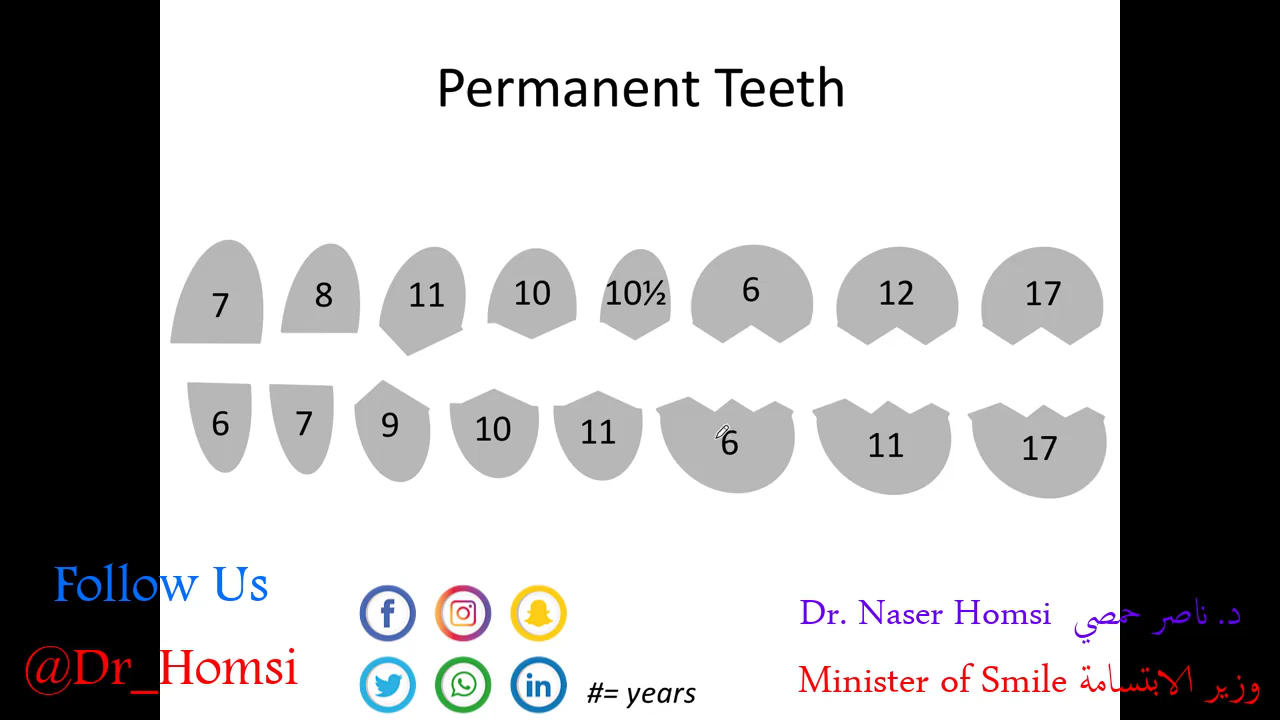 Permanent Teeth
7 8 11 10 10½ 6 12 17
6 7 9 10 11 6 11 17
Follow Us
@Dr_Homsi
#= years
Dr. Naser Homsi د. ناصر حمصي
Minister of Smile وزير الابتسامة